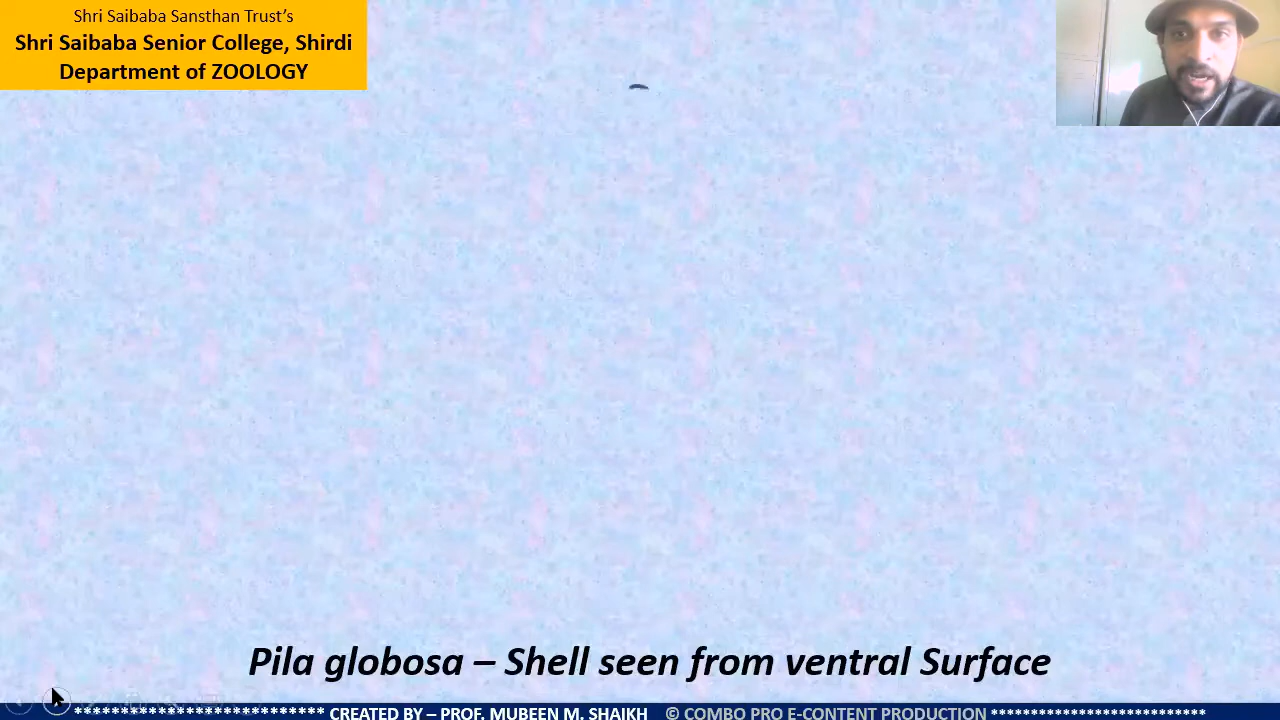 Shri Saibaba Sansthan Trust’s
Shri Saibaba Senior College, Shirdi
Department of ZOOLOGY
Pila globosa – Shell seen from ventral Surface
*************************** CREATED BY – PROF. MUBEEN M. SHAIKH © COMBO PRO E-CONTENT PRODUCTION ***************************